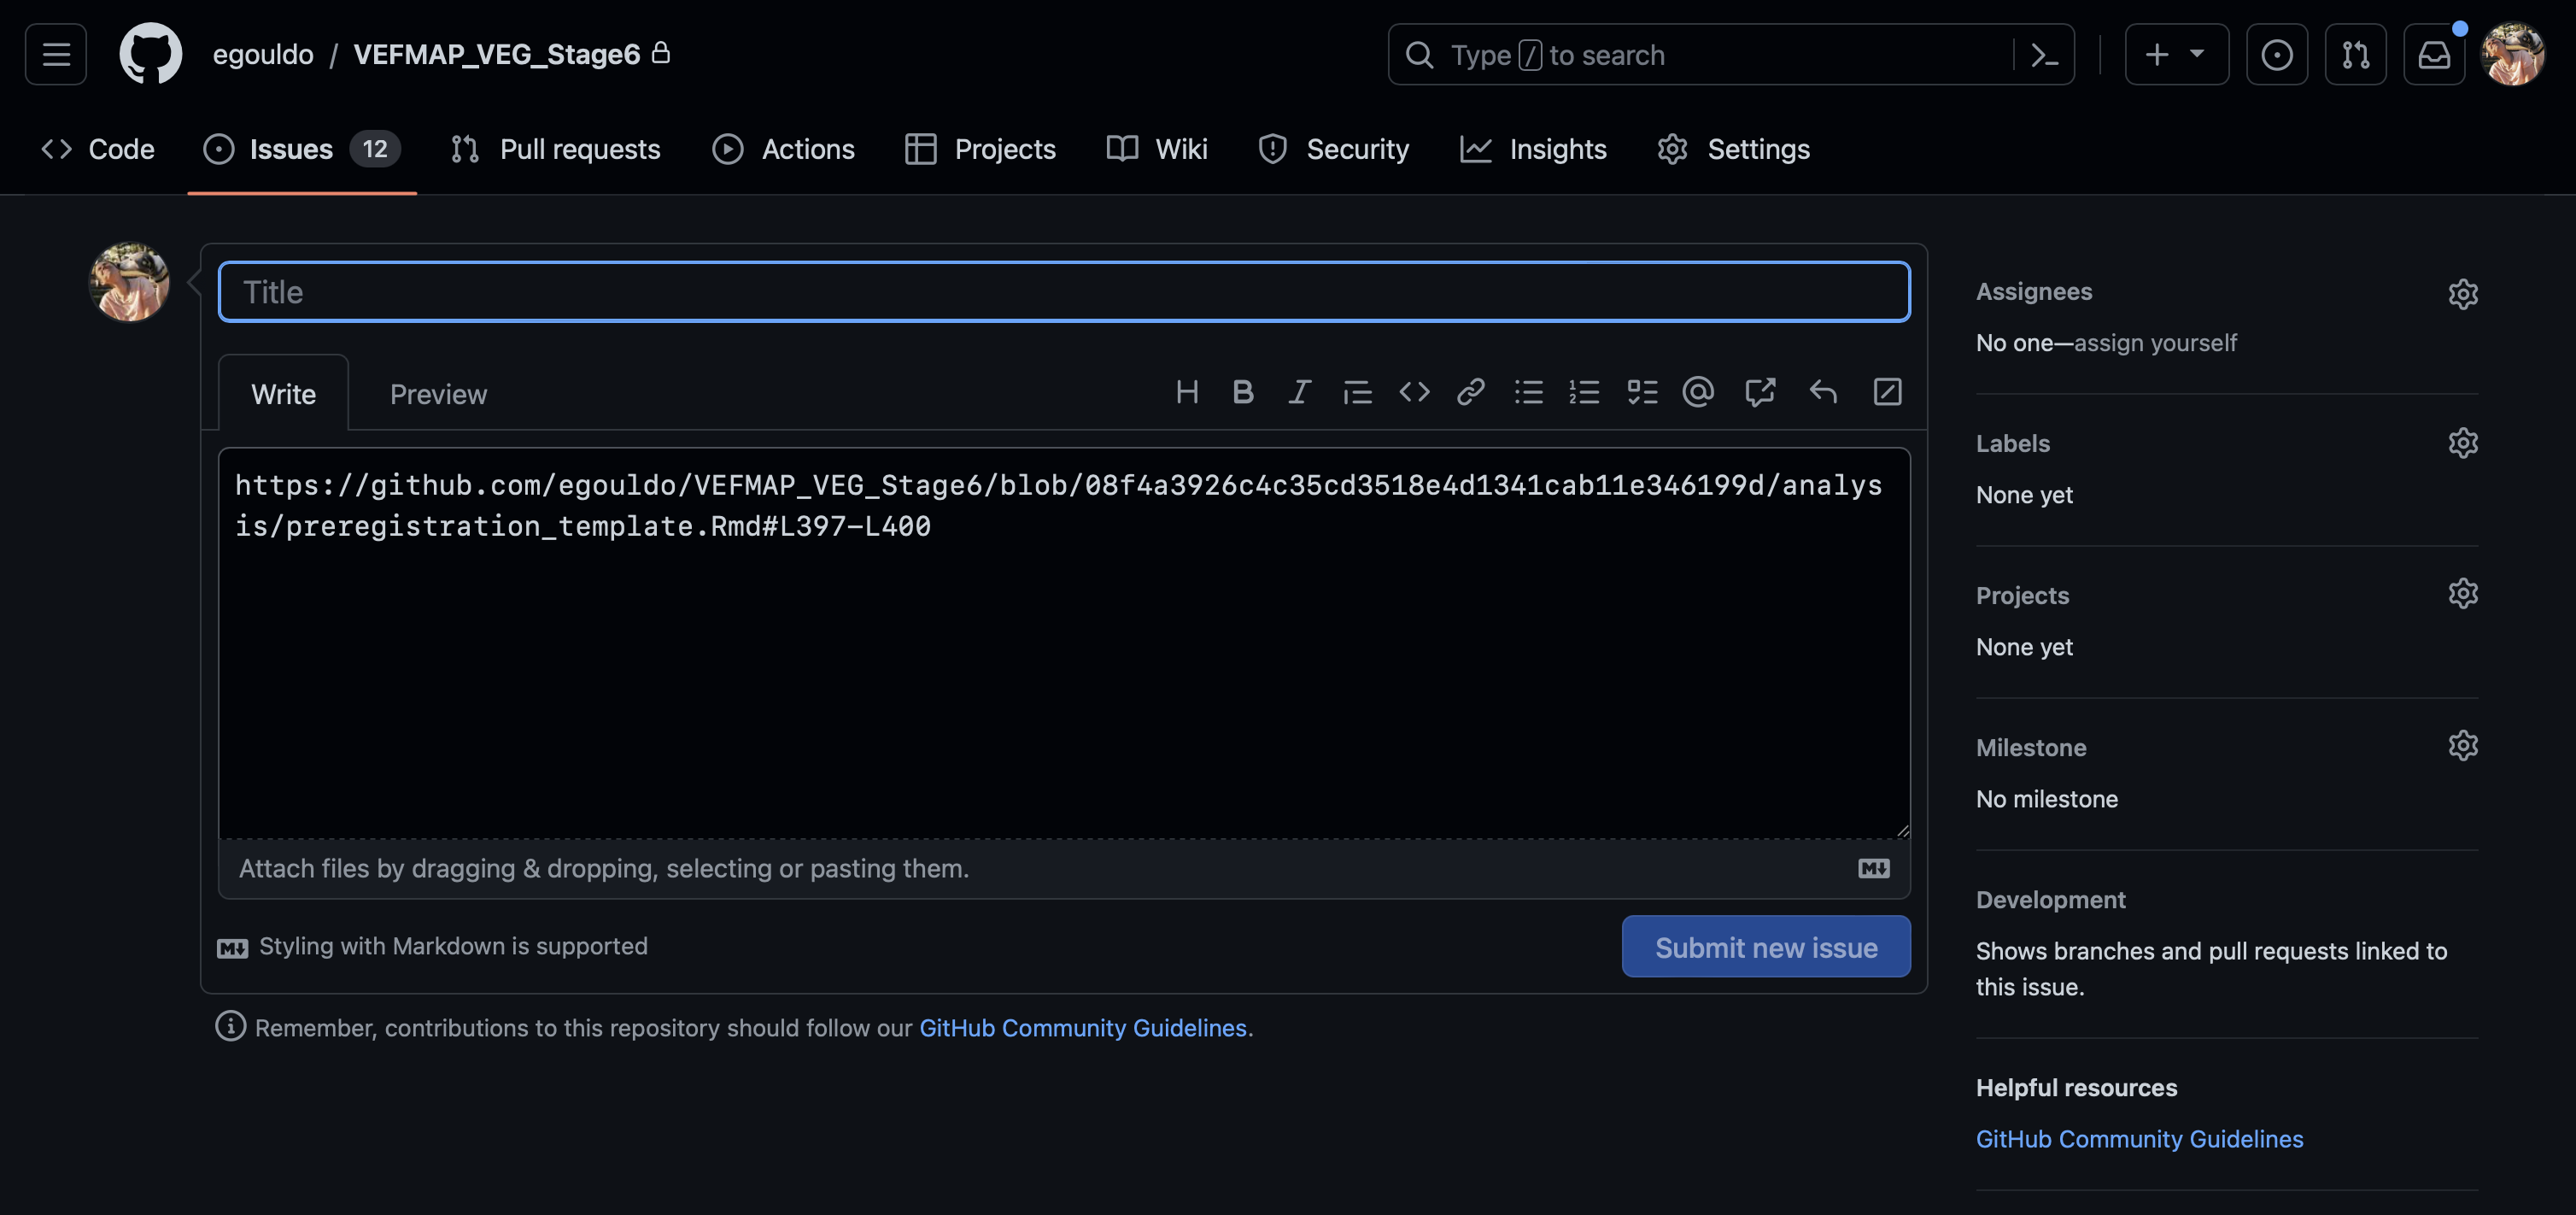 egouldo / VEFMAP_VEG_Stage6
Type / to search
Code
Issues 12
Pull requests
Actions
Projects
Wiki
Security
Insights
Settings
Title
Write
Preview
https://github.com/egouldo/VEFMAP_VEG_Stage6/blob/08f4a3926c4c35cd3518e4d1341cab11e346199d/analys
is/preregistration_template.Rmd#L397-L400
Attach files by dragging & dropping, selecting or pasting them.
Styling with Markdown is supported
Submit new issue
Remember, contributions to this repository should follow our GitHub Community Guidelines.
Assignees
No one—assign yourself
Labels
None yet
Projects
None yet
Milestone
No milestone
Development
Shows branches and pull requests linked to
this issue.
Helpful resources
GitHub Community Guidelines